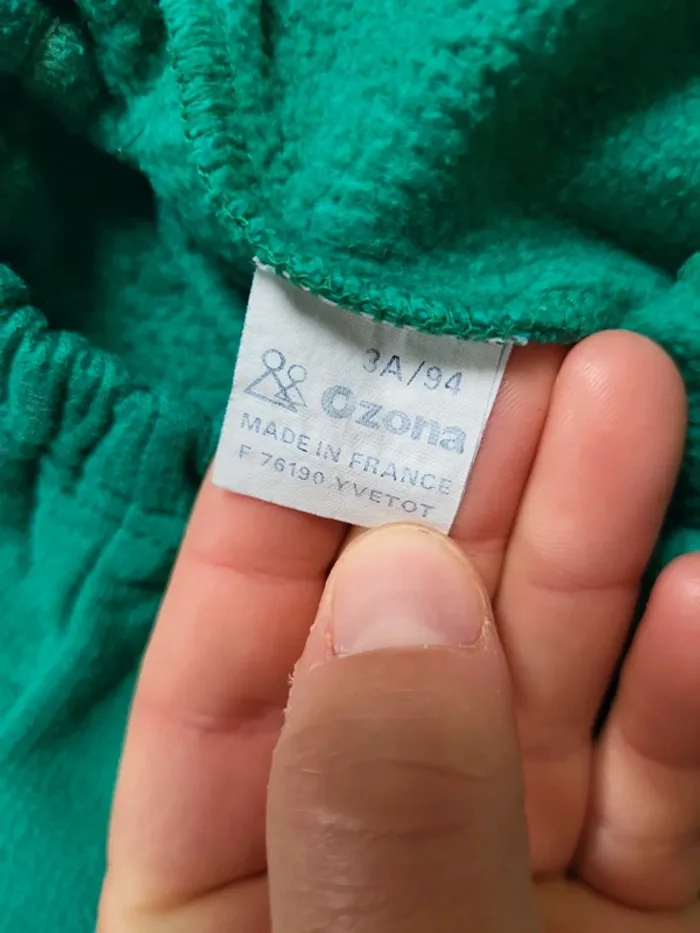 3A/94
Ozona
MADE IN FRANCE
F 76190 YVETOT